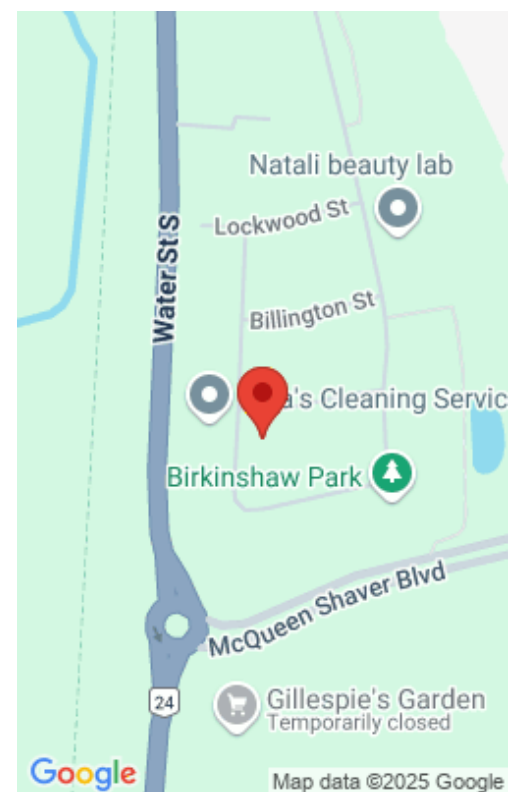 Natali beauty lab
Lockwood St
Water St S
Billington St
a's Cleaning Servic
Birkinshaw Park
McQueen Shaver Blvd
24
Gillespie's Garden
Temporarily closed
Google
Map data ©2025 Google